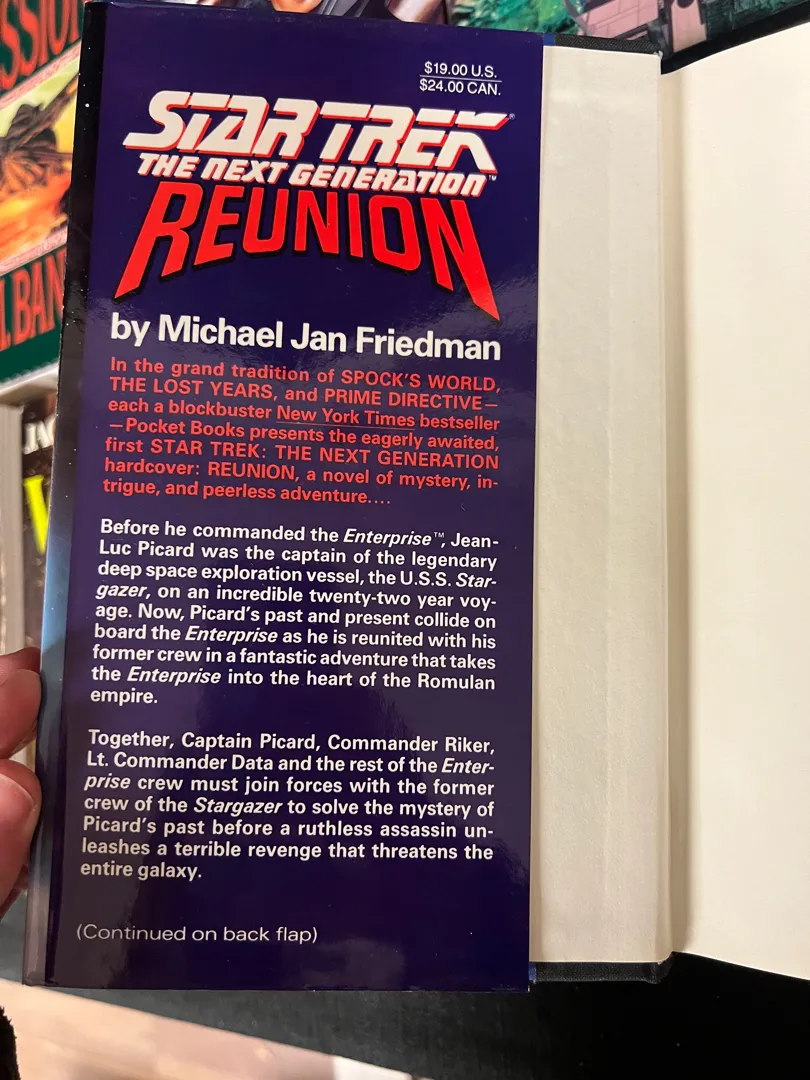 $19.00 U.S.
$24.00 CAN.
STAR TREK®
THE NEXT GENERATION™
REUNION
by Michael Jan Friedman
In the grand tradition of SPOCK'S WORLD,
THE LOST YEARS, and PRIME DIRECTIVE—
each a blockbuster New York Times bestseller
—Pocket Books presents the eagerly awaited,
first STAR TREK: THE NEXT GENERATION
hardcover: REUNION, a novel of mystery, in-
trigue, and peerless adventure....
Before he commanded the Enterprise™, Jean-
Luc Picard was the captain of the legendary
deep space exploration vessel, the U.S.S. Star-
gazer, on an incredible twenty-two year voy-
age. Now, Picard's past and present collide on
board the Enterprise as he is reunited with his
former crew in a fantastic adventure that takes
the Enterprise into the heart of the Romulan
empire.
Together, Captain Picard, Commander Riker,
Lt. Commander Data and the rest of the Enter-
prise crew must join forces with the former
crew of the Stargazer to solve the mystery of
Picard's past before a ruthless assassin un-
leashes a terrible revenge that threatens the
entire galaxy.
(Continued on back flap)